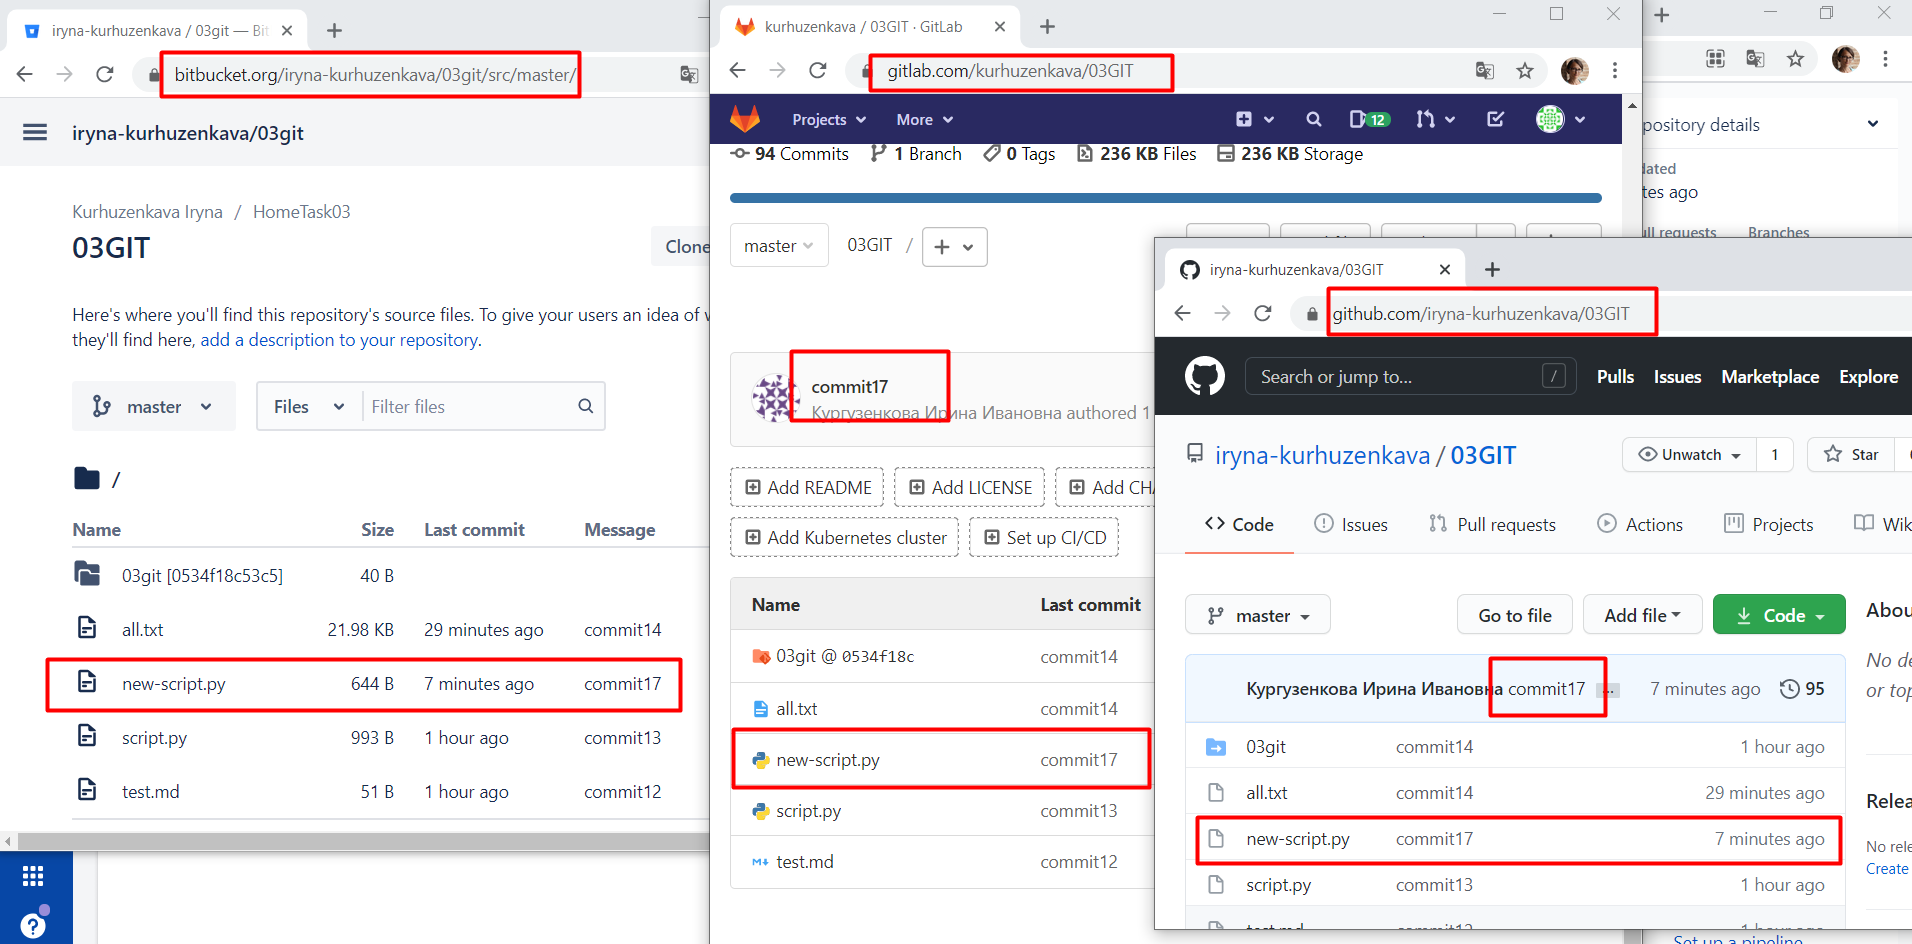 iryna-kurhuzenkava / 03git — Bit
bitbucket.org/iryna-kurhuzenkava/03git/src/master/
iryna-kurhuzenkava/03git
Kurhuzenkava Iryna / HomeTask03
03GIT
Clone
Here's where you'll find this repository's source files. To give your users an idea of w
they'll find here, add a description to your repository.
master
Files
Filter files
/
Name Size Last commit Message
03git [0534f18c53c5] 40 B
all.txt 21.98 KB 29 minutes ago commit14
new-script.py 644 B 7 minutes ago commit17
script.py 993 B 1 hour ago commit13
test.md 51 B 1 hour ago commit12
kurhuzenkava / 03GIT · GitLab
gitlab.com/kurhuzenkava/03GIT
Projects More 12
94 Commits 1 Branch 0 Tags 236 KB Files 236 KB Storage
master 03GIT /
commit17
Кургузенкова Ирина Ивановна authored 1
Add README Add LICENSE Add CHA
Add Kubernetes cluster Set up CI/CD
Name Last commit
03git @ 0534f18c commit14
all.txt commit14
new-script.py commit17
script.py commit13
test.md commit12
pository details
dated
tes ago
ull requests Branches
iryna-kurhuzenkava/03GIT
github.com/iryna-kurhuzenkava/03GIT
Search or jump to... /
Pulls Issues Marketplace Explore
iryna-kurhuzenkava / 03GIT
Unwatch 1 Star
Code Issues Pull requests Actions Projects Wik
master Go to file Add file Code
Abou
No de
or top
Кургузенкова Ирина Ивановна commit17 ... 7 minutes ago 95
03git commit14 1 hour ago
all.txt commit14 29 minutes ago
new-script.py commit17 7 minutes ago
script.py commit13 1 hour ago
test.md commit12 1 hour ago
Relea
No rele
Create
Set up a pipeline